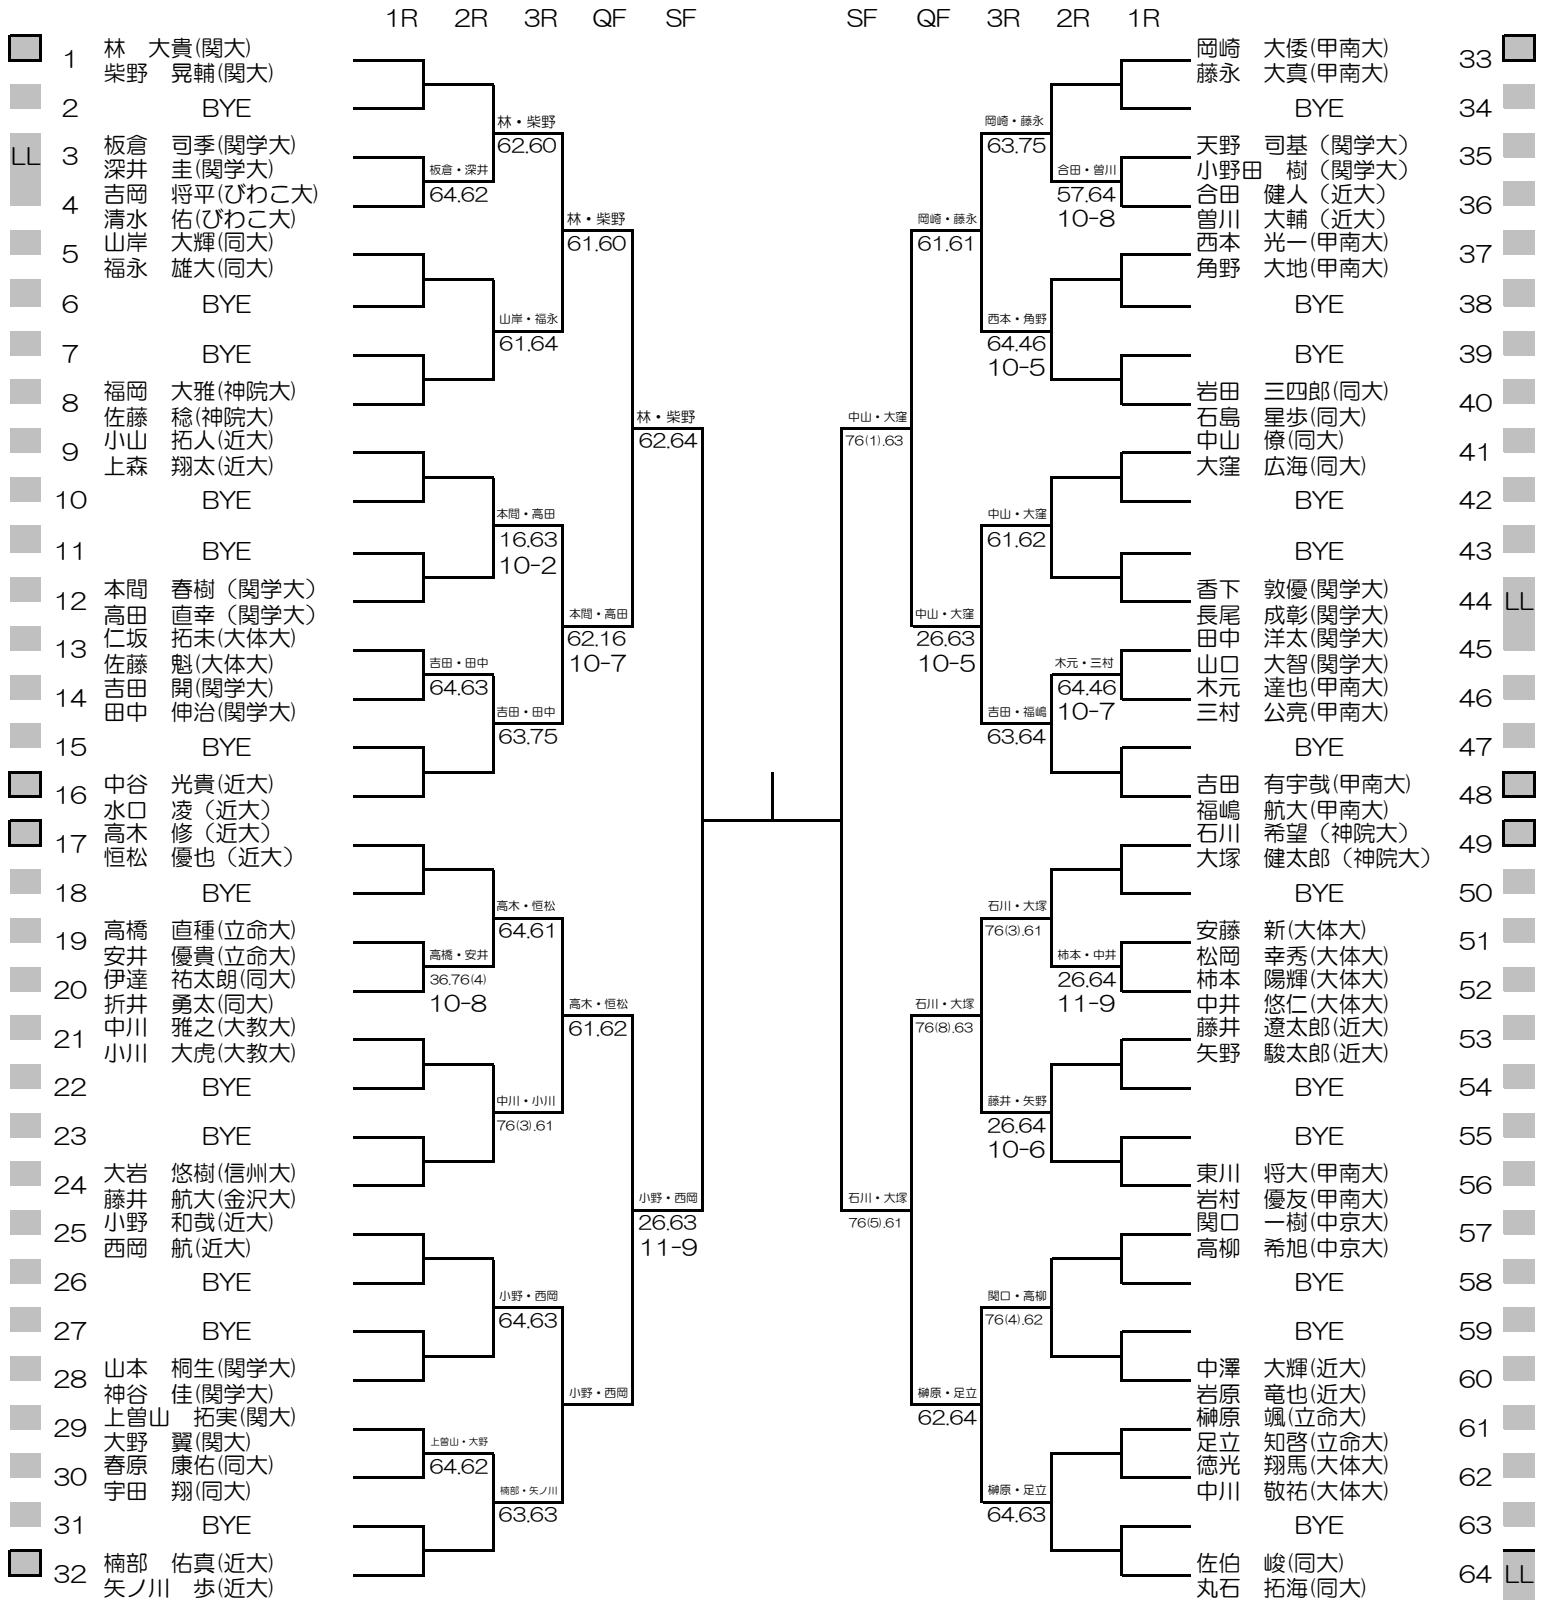 1R 2R 3R QF SF
SF QF 3R 2R 1R
1 林 大貴(関大)
柴野 晃輔(関大)
2 BYE
LL 3 板倉 司季(関学大)
深井 圭(関学大)
4 吉岡 将平(びわこ大)
清水 佑(びわこ大)
5 山岸 大輝(同大)
福永 雄大(同大)
6 BYE
7 BYE
8 福岡 大雅(神院大)
佐藤 稔(神院大)
9 小山 拓人(近大)
上森 翔太(近大)
10 BYE
11 BYE
12 本間 春樹（関学大）
高田 直幸（関学大）
13 仁坂 拓未(大体大)
佐藤 魁(大体大)
14 吉田 開(関学大)
田中 伸治(関学大)
15 BYE
16 中谷 光貴(近大)
水口 凌（近大）
17 高木 修（近大）
恒松 優也（近大）
18 BYE
19 高橋 直種(立命大)
安井 優貴(立命大)
20 伊達 祐太朗(同大)
折井 勇太(同大)
21 中川 雅之(大教大)
小川 大虎(大教大)
22 BYE
23 BYE
24 大岩 悠樹(信州大)
藤井 航大(金沢大)
25 小野 和哉(近大)
西岡 航(近大)
26 BYE
27 BYE
28 山本 桐生(関学大)
神谷 佳(関学大)
29 上曽山 拓実(関大)
大野 翼(関大)
30 春原 康佑(同大)
宇田 翔(同大)
31 BYE
32 楠部 佑真(近大)
矢ノ川 歩(近大)
板倉・深井
64.62
吉田・田中
64.63
高橋・安井
36.76(4)
10-8
上曽山・大野
64.62
林・柴野
62.60
山岸・福永
61.64
本間・高田
16.63
10-2
吉田・田中
63.75
高木・恒松
64.61
中川・小川
76(3).61
小野・西岡
64.63
楠部・矢ノ川
63.63
林・柴野
61.60
本間・高田
62.16
10-7
高木・恒松
61.62
小野・西岡
林・柴野
62.64
小野・西岡
26.63
11-9
中山・大窪
76(1).63
石川・大塚
76(5).61
岡崎・藤永
61.61
中山・大窪
26.63
10-5
石川・大塚
76(8).63
榊原・足立
62.64
岡崎・藤永
63.75
西本・角野
64.46
10-5
中山・大窪
61.62
吉田・福嶋
63.64
石川・大塚
76(3).61
藤井・矢野
26.64
10-6
関口・高柳
76(4).62
榊原・足立
64.63
合田・曽川
57.64
10-8
木元・三村
64.46
10-7
柿本・中井
26.64
11-9
岡崎 大倭(甲南大) 33
藤永 大真(甲南大)
BYE 34
天野 司基（関学大） 35
小野田 樹（関学大）
合田 健人（近大） 36
曽川 大輔（近大）
西本 光一(甲南大) 37
角野 大地(甲南大)
BYE 38
BYE 39
岩田 三四郎(同大) 40
石島 星歩(同大)
中山 僚(同大) 41
大窪 広海(同大)
BYE 42
BYE 43
香下 敦優(関学大) 44 LL
長尾 成彰(関学大)
田中 洋太(関学大) 45
山口 大智(関学大)
木元 達也(甲南大) 46
三村 公亮(甲南大)
BYE 47
吉田 有宇哉(甲南大) 48
福嶋 航大(甲南大)
石川 希望（神院大） 49
大塚 健太郎（神院大）
BYE 50
安藤 新(大体大) 51
松岡 幸秀(大体大)
柿本 陽輝(大体大) 52
中井 悠仁(大体大)
藤井 遼太郎(近大) 53
矢野 駿太郎(近大)
BYE 54
BYE 55
東川 将大(甲南大) 56
岩村 優友(甲南大)
関口 一樹(中京大) 57
高柳 希旭(中京大)
BYE 58
BYE 59
中澤 大輝(近大) 60
岩原 竜也(近大)
榊原 颯(立命大) 61
足立 知啓(立命大)
徳光 翔馬(大体大) 62
中川 敬祐(大体大)
BYE 63
佐伯 峻(同大) 64 LL
丸石 拓海(同大)